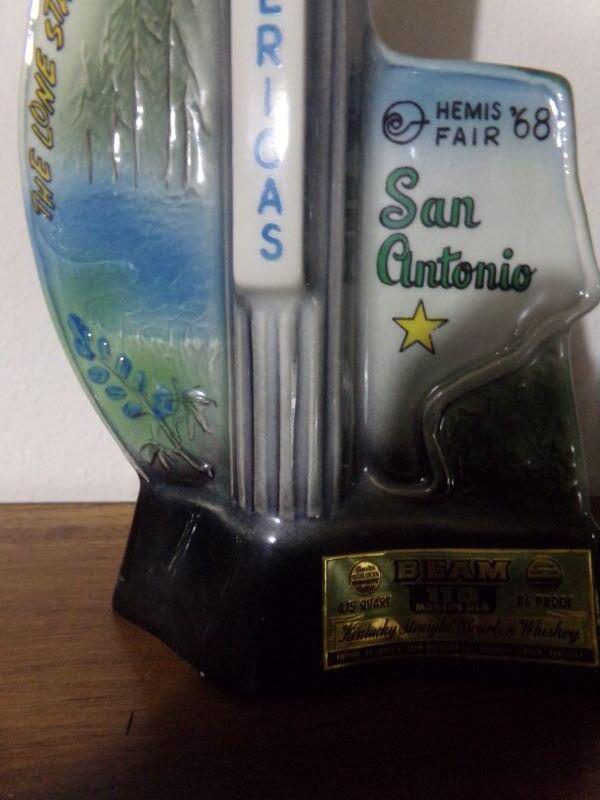 THE LONE STA
ERICAS
HEMIS '68
FAIR
San
Antonio
BEAM
110
MONTHS OLD
4/5 QUART
86 PROOF
Kentucky Straight Bourbon Whiskey